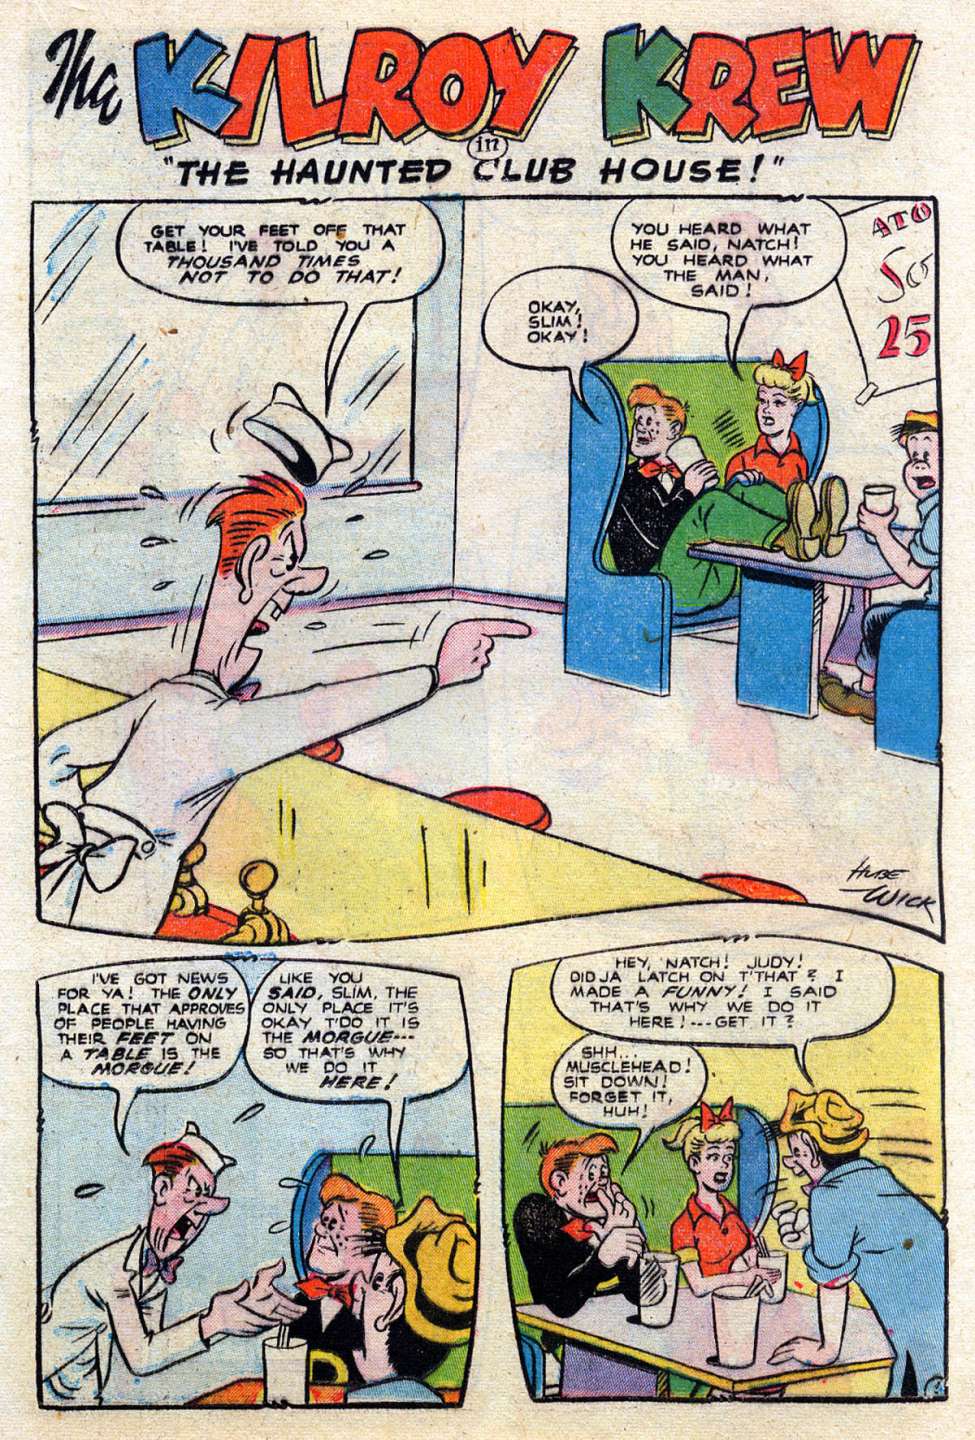 The KILROY KREW
in
"THE HAUNTED CLUB HOUSE!"
GET YOUR FEET OFF THAT
TABLE! I'VE TOLD YOU A
THOUSAND TIMES
NOT TO DO THAT!
OKAY,
SLIM!
OKAY!
YOU HEARD WHAT
HE SAID, NATCH!
YOU HEARD WHAT
THE MAN,
SAID!
ATO
25
HUBE
WICK
I'VE GOT NEWS
FOR YA! THE ONLY
PLACE THAT APPROVES
OF PEOPLE HAVING
THEIR FEET ON
A TABLE IS THE
MORGUE!
LIKE YOU
SAID, SLIM, THE
ONLY PLACE IT'S
OKAY T'DO IT IS
THE MORGUE---
SO THAT'S WHY
WE DO IT
HERE!
HEY, NATCH! JUDY!
DIDJA LATCH ON T'THAT? I
MADE A FUNNY! I SAID
THAT'S WHY WE DO IT
HERE!---GET IT?
SHH...
MUSCLEHEAD!
SIT DOWN!
FORGET IT,
HUH!